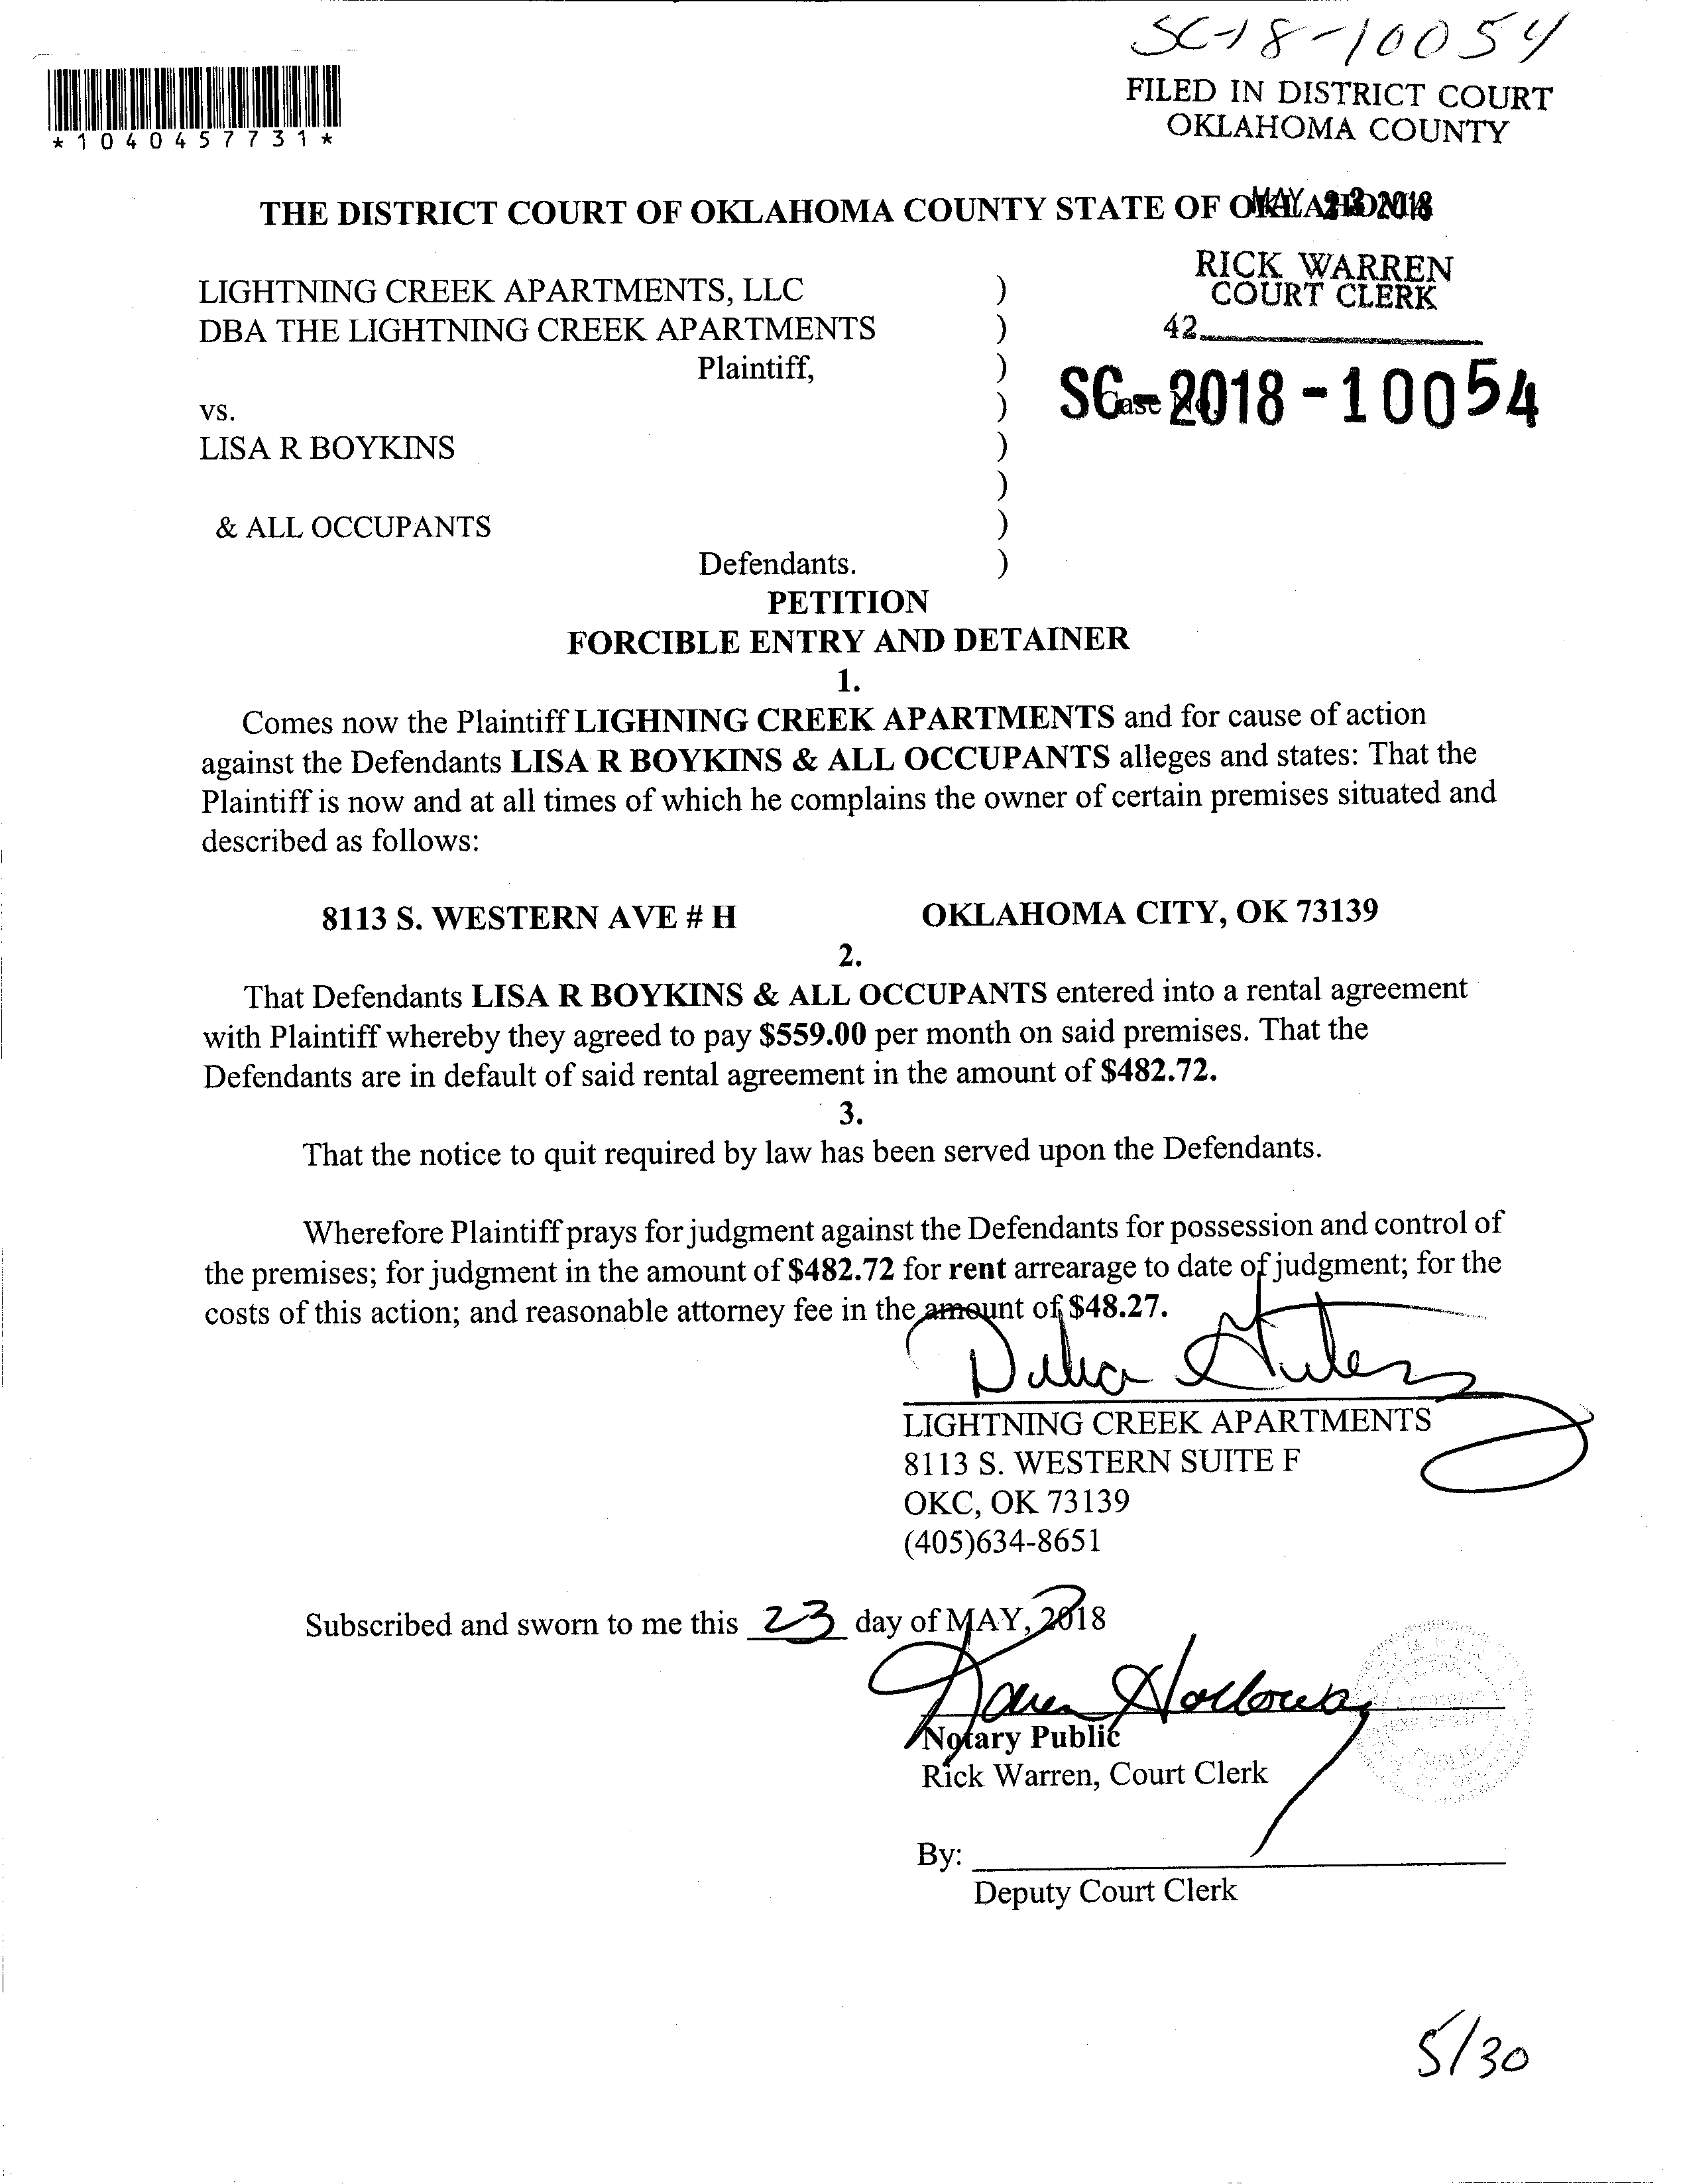 SC-18-10054
*1040457731*
FILED IN DISTRICT COURT
OKLAHOMA COUNTY
THE DISTRICT COURT OF OKLAHOMA COUNTY STATE OF OKLAHOMA
MAY 23 2018
RICK WARREN
COURT CLERK
42
LIGHTNING CREEK APARTMENTS, LLC )
DBA THE LIGHTNING CREEK APARTMENTS )
Plaintiff, )
Case No.
SC-2018-10054
vs. )
LISA R BOYKINS )
)
& ALL OCCUPANTS )
Defendants. )
PETITION
FORCIBLE ENTRY AND DETAINER
1.
Comes now the Plaintiff LIGHNING CREEK APARTMENTS and for cause of action
against the Defendants LISA R BOYKINS & ALL OCCUPANTS alleges and states: That the
Plaintiff is now and at all times of which he complains the owner of certain premises situated and
described as follows:
8113 S. WESTERN AVE # H OKLAHOMA CITY, OK 73139
2.
That Defendants LISA R BOYKINS & ALL OCCUPANTS entered into a rental agreement
with Plaintiff whereby they agreed to pay $559.00 per month on said premises. That the
Defendants are in default of said rental agreement in the amount of $482.72.
3.
That the notice to quit required by law has been served upon the Defendants.
Wherefore Plaintiff prays for judgment against the Defendants for possession and control of
the premises; for judgment in the amount of $482.72 for rent arrearage to date of judgment; for the
costs of this action; and reasonable attorney fee in the amount of $48.27.
LIGHTNING CREEK APARTMENTS
8113 S. WESTERN SUITE F
OKC, OK 73139
(405)634-8651
Subscribed and sworn to me this 23 day of MAY, 2018
Karen Holloway
Notary Public
Rick Warren, Court Clerk
By:
Deputy Court Clerk
5/30